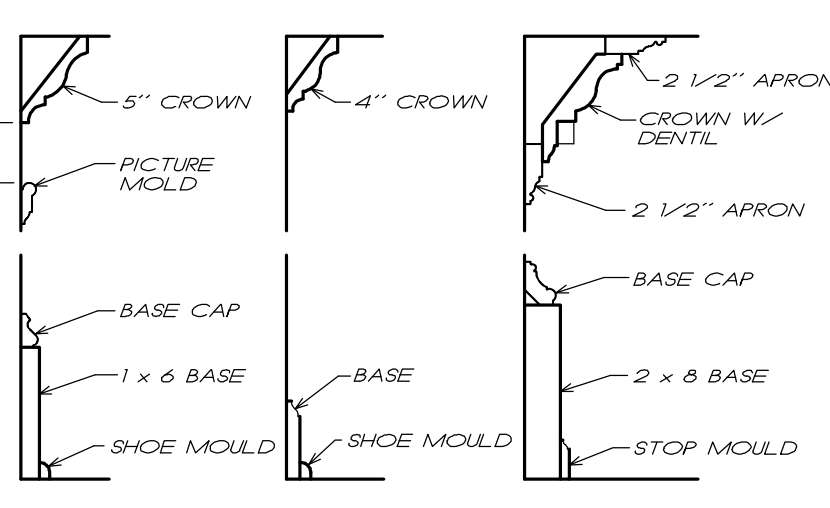 5" CROWN
PICTURE
MOLD
BASE CAP
1 x 6 BASE
SHOE MOULD
4" CROWN
BASE
SHOE MOULD
2 1/2" APRON
CROWN W/
DENTIL
2 1/2" APRON
BASE CAP
2 x 8 BASE
STOP MOULD